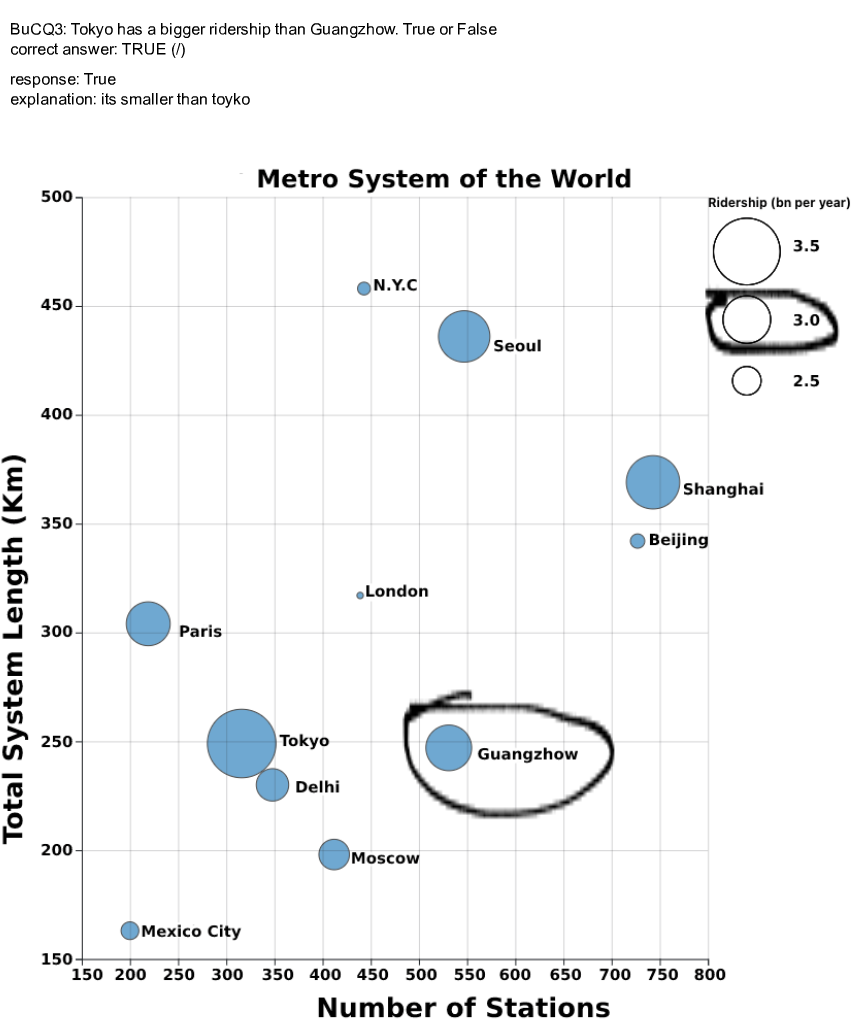 BuCQ3: Tokyo has a bigger ridership than Guangzhow. True or False
correct answer: TRUE (/)
response: True
explanation: its smaller than toyko
Metro System of the World
Ridership (bn per year)
3.5
3.0
2.5
500
450
400
350
300
250
200
150
Total System Length (Km)
N.Y.C
Seoul
Shanghai
Beijing
London
Paris
Tokyo
Guangzhow
Delhi
Moscow
Mexico City
150 200 250 300 350 400 450 500 550 600 650 700 750 800
Number of Stations